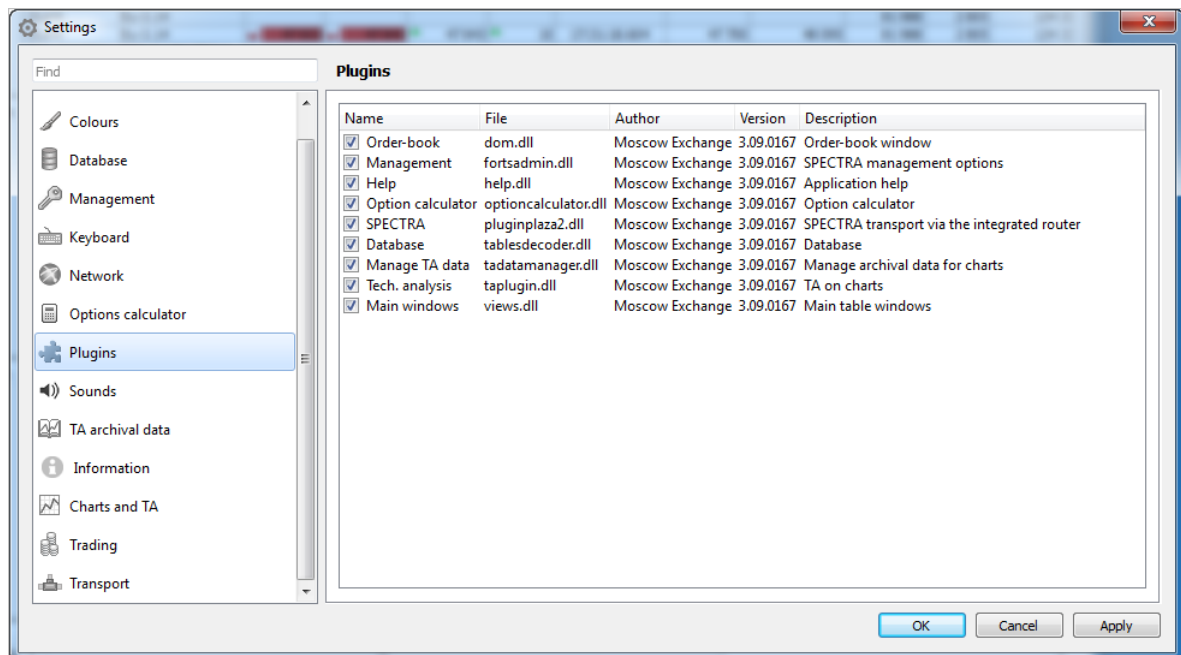 Settings
Find
Colours
Database
Management
Keyboard
Network
Options calculator
Plugins
Sounds
TA archival data
Information
Charts and TA
Trading
Transport
Plugins
Name File Author Version Description
Order-book dom.dll Moscow Exchange 3.09.0167 Order-book window
Management fortsadmin.dll Moscow Exchange 3.09.0167 SPECTRA management options
Help help.dll Moscow Exchange 3.09.0167 Application help
Option calculator optioncalculator.dll Moscow Exchange 3.09.0167 Option calculator
SPECTRA pluginplaza2.dll Moscow Exchange 3.09.0167 SPECTRA transport via the integrated router
Database tablesdecoder.dll Moscow Exchange 3.09.0167 Database
Manage TA data tadatamanager.dll Moscow Exchange 3.09.0167 Manage archival data for charts
Tech. analysis taplugin.dll Moscow Exchange 3.09.0167 TA on charts
Main windows views.dll Moscow Exchange 3.09.0167 Main table windows
OK Cancel Apply